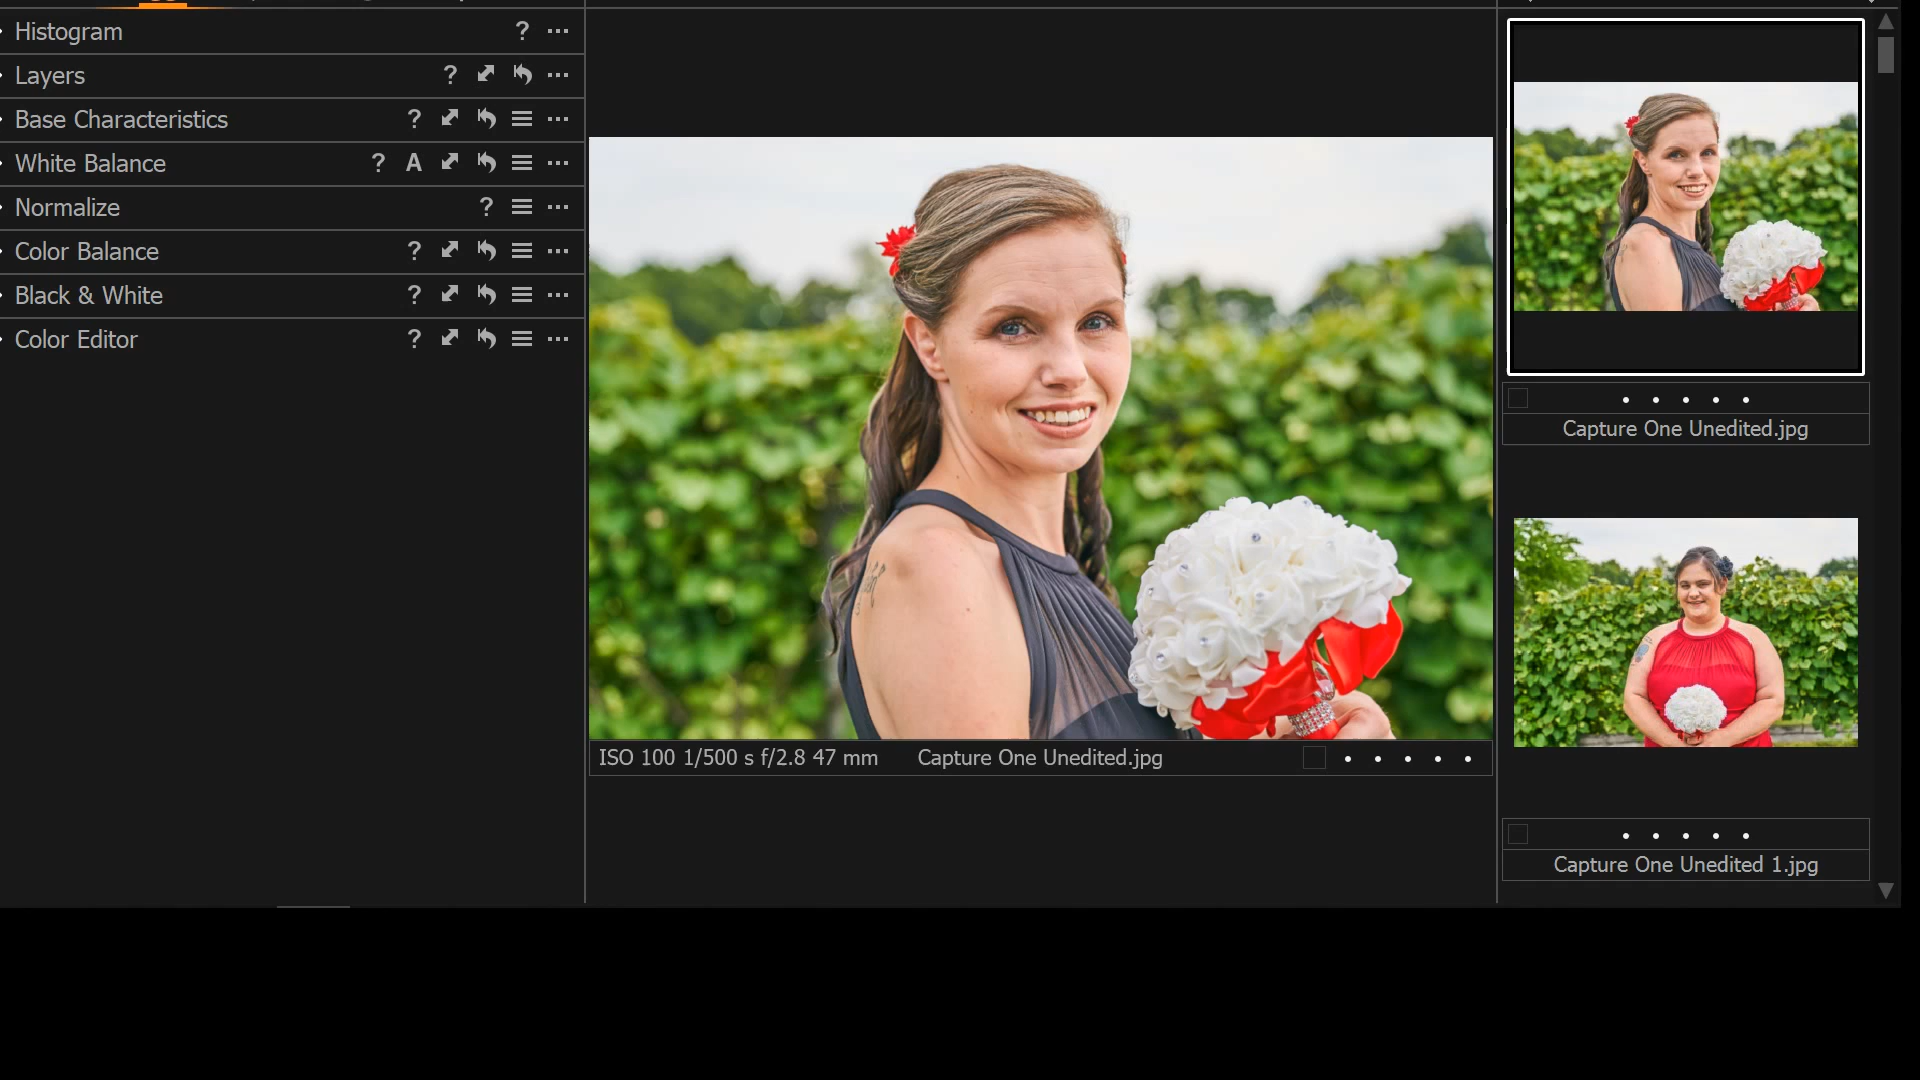 Histogram ?
Layers ?
Base Characteristics ?
White Balance ? A
Normalize ?
Color Balance ?
Black & White ?
Color Editor ?
ISO 100 1/500 s f/2.8 47 mm Capture One Unedited.jpg
Capture One Unedited.jpg
Capture One Unedited 1.jpg